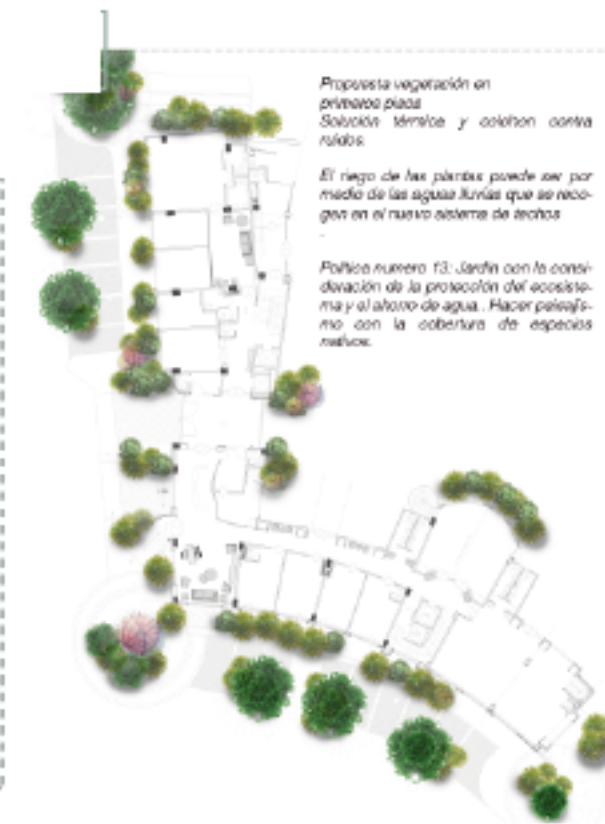 Propuesta vegetación en
primeros pisos
Solución térmica y colchon contra
ruidos.
El riego de las plantas puede ser por
medio de las aguas lluvias que se reco-
gen en el nuevo sistema de techos
.
Politica numero 13: Jardín con la consi-
deración de la protección del ecosiste-
ma y el ahorro de agua.. Hacer paisajis-
mo con la cobertura de especies
nativos.